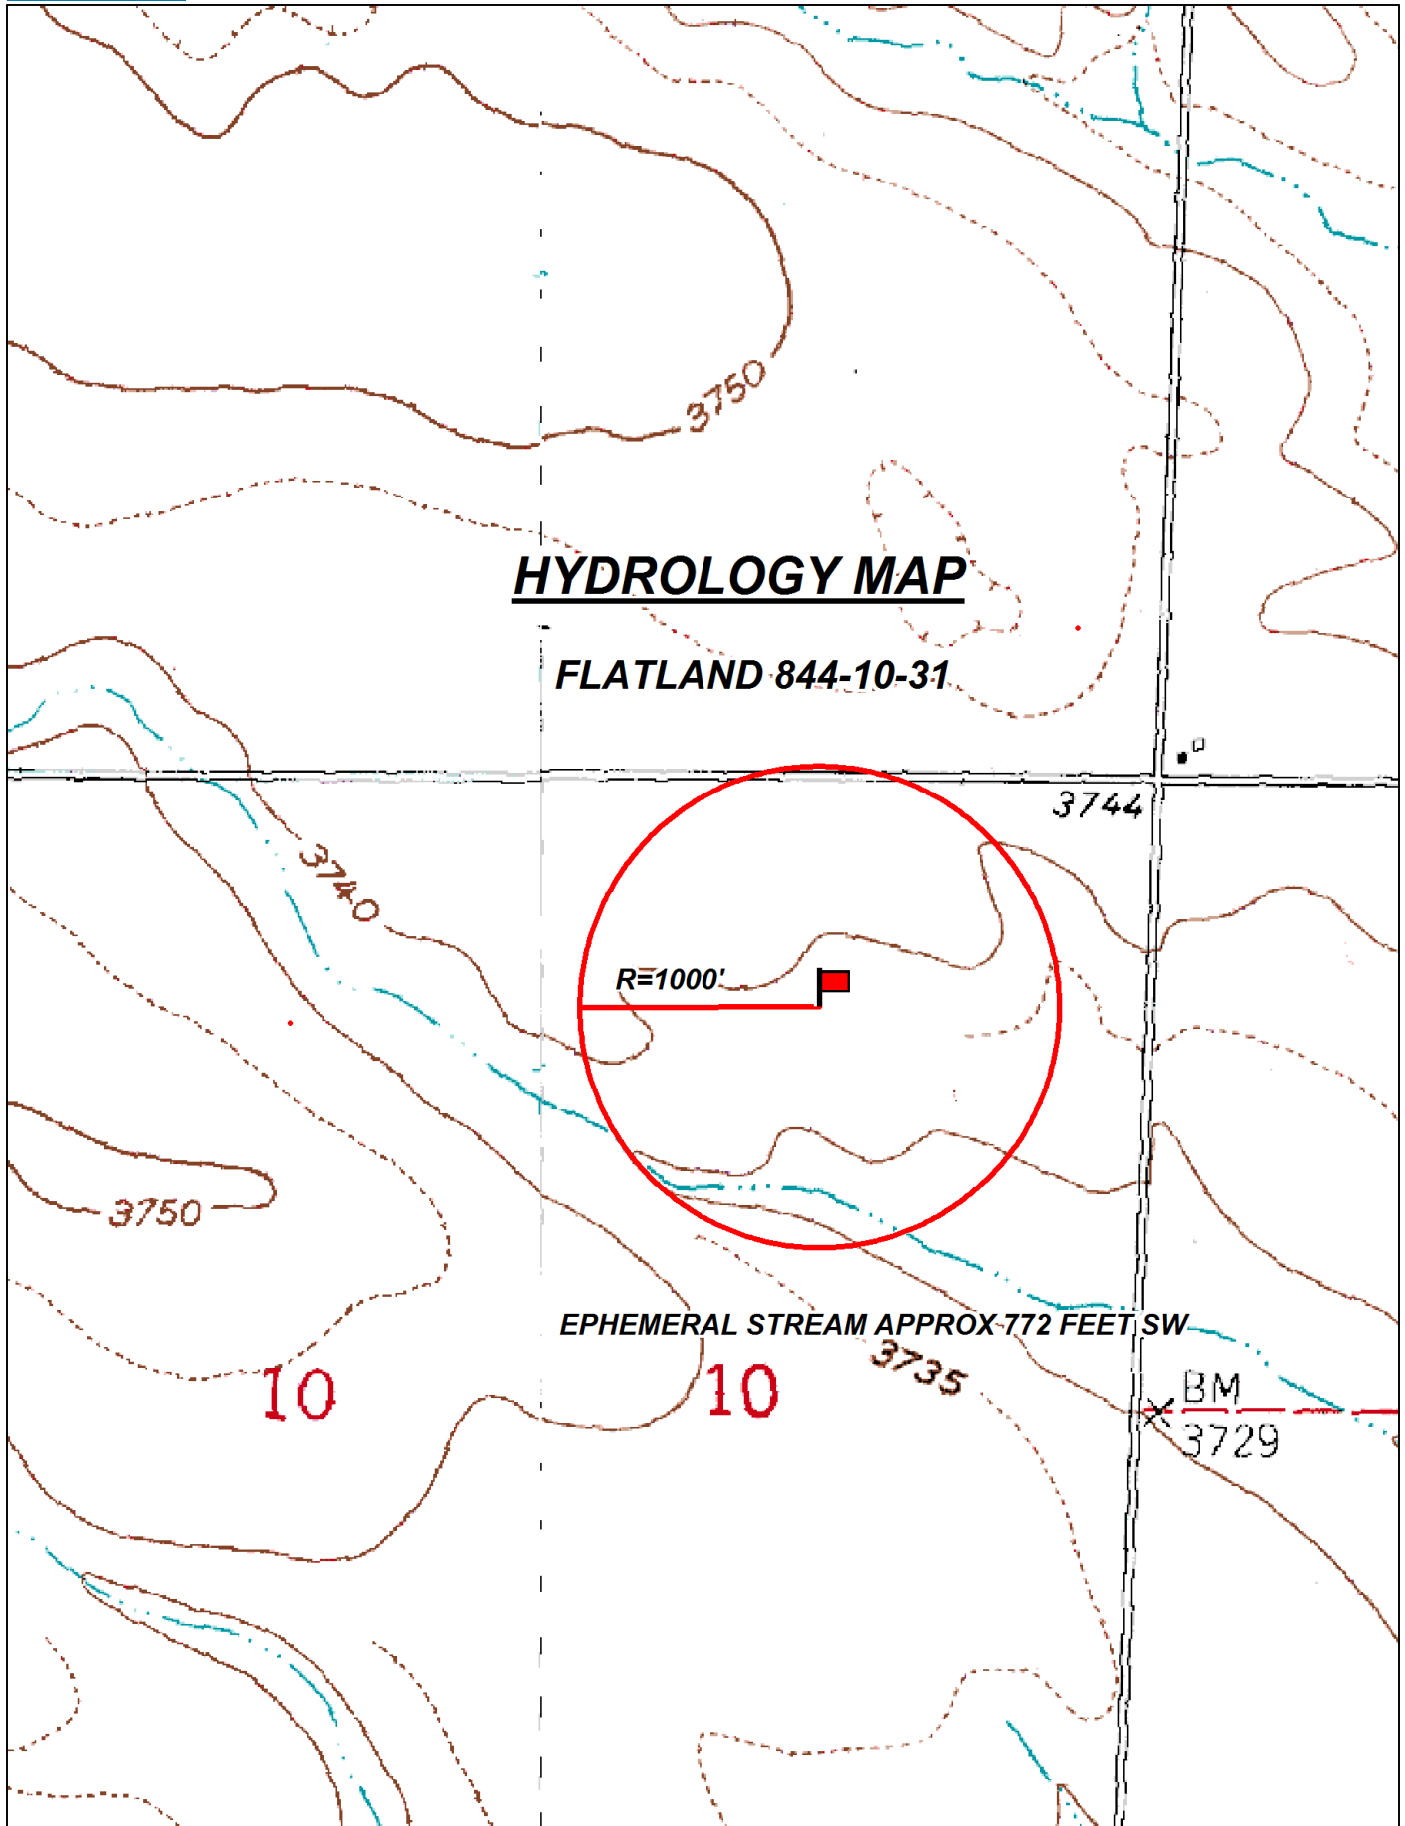 3750
HYDROLOGY MAP
FLATLAND 844-10-31
3744
3740
R=1000'
3750
EPHEMERAL STREAM APPROX 772 FEET SW
3735
10
10
BM
3729